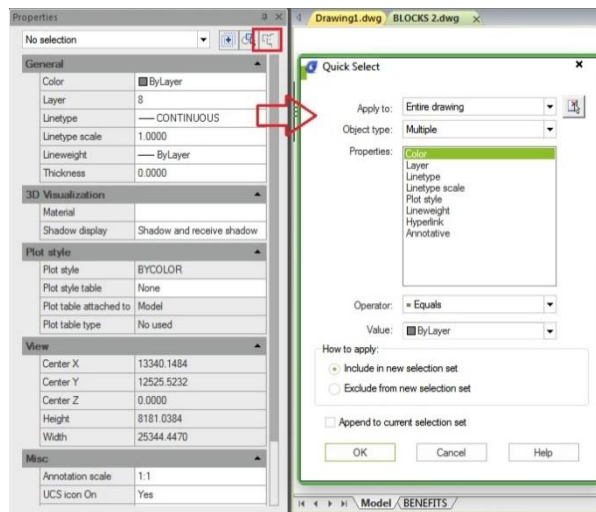 Properties
No selection
General
Color ByLayer
Layer 8
Linetype CONTINUOUS
Linetype scale 1.0000
Lineweight ByLayer
Thickness 0.0000
3D Visualization
Material
Shadow display Shadow and receive shadow
Plot style
Plot style BYCOLOR
Plot style table None
Plot table attached to Model
Plot table type No used
View
Center X 13340.1484
Center Y 12525.5232
Center Z 0.0000
Height 8181.0384
Width 25344.4470
Misc
Annotation scale 1:1
UCS icon On Yes
Drawing1.dwg BLOCKS 2.dwg
Quick Select
Apply to: Entire drawing
Object type: Multiple
Properties: Color
Layer
Linetype
Linetype scale
Plot style
Lineweight
Hyperlink
Annotative
Operator: = Equals
Value: ByLayer
How to apply:
Include in new selection set
Exclude from new selection set
Append to current selection set
OK Cancel Help
Model BENEFITS